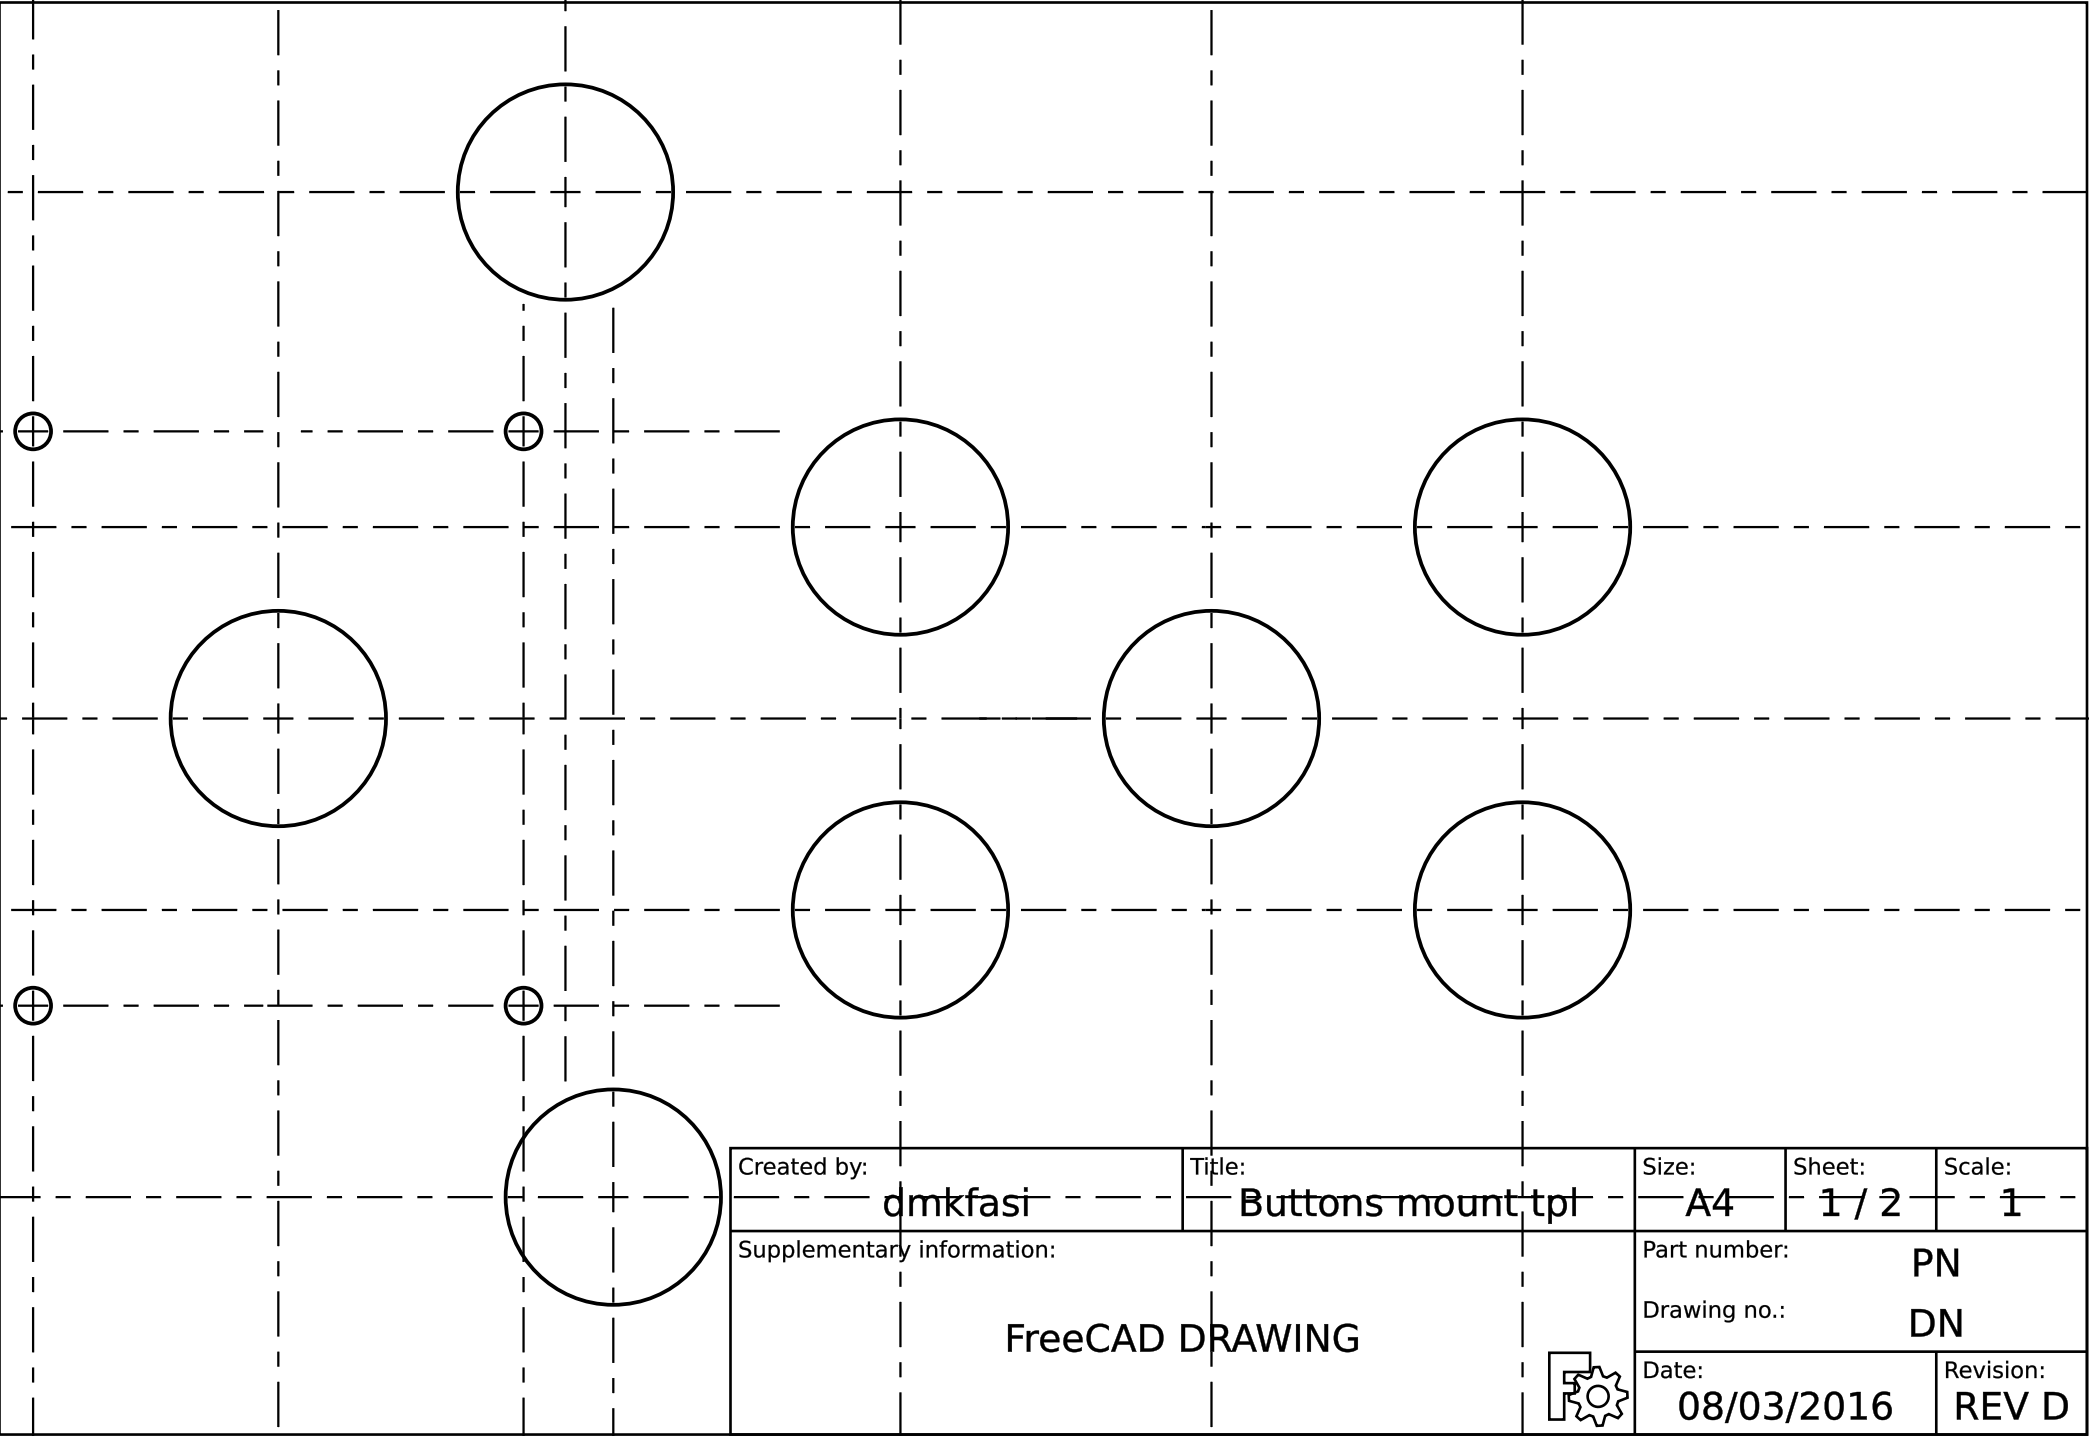 Created by:
dmkfasi
Title:
Buttons mount tpl
Size:
A4
Sheet:
1 / 2
Scale:
1
Supplementary information:
FreeCAD DRAWING
Part number:
PN
Drawing no.:
DN
Date:
08/03/2016
Revision:
REV D